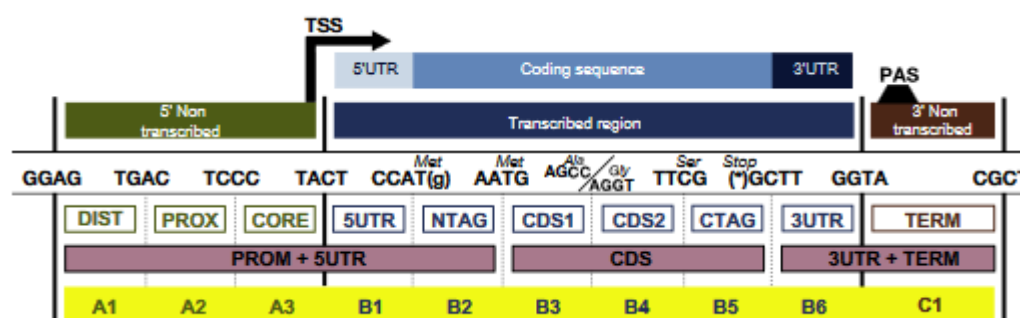 TSS
5'UTR Coding sequence 3'UTR
PAS
5' Non transcribed
Transcribed region
3' Non transcribed
Met Met Ala Gly Ser Stop
GGAG TGAC TCCC TACT CCAT(g) AATG AGCC/AGGT TTCG (*)GCTT GGTA CGCT
DIST PROX CORE 5UTR NTAG CDS1 CDS2 CTAG 3UTR TERM
PROM + 5UTR CDS 3UTR + TERM
A1 A2 A3 B1 B2 B3 B4 B5 B6 C1